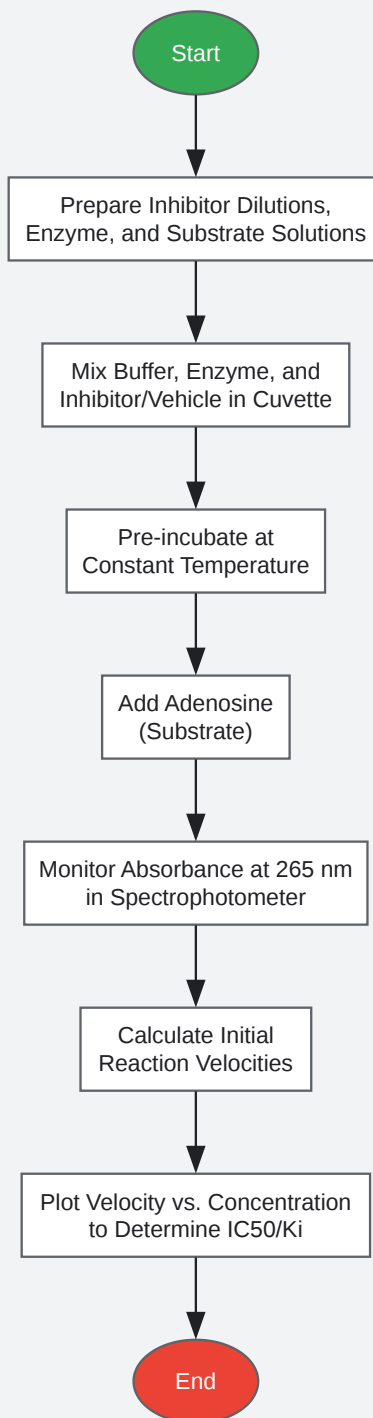 Start
Prepare Inhibitor Dilutions,
Enzyme, and Substrate Solutions
Mix Buffer, Enzyme, and
Inhibitor/Vehicle in Cuvette
Pre-incubate at
Constant Temperature
Add Adenosine
(Substrate)
Monitor Absorbance at 265 nm
in Spectrophotometer
Calculate Initial
Reaction Velocities
Plot Velocity vs. Concentration
to Determine IC50/Ki
End